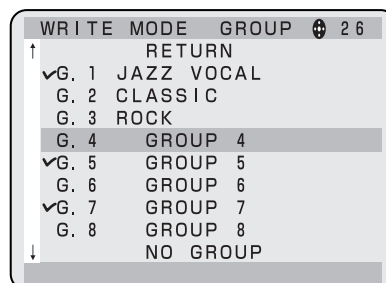 WRITE MODE GROUP 26
RETURN
G. 1 JAZZ VOCAL
G. 2 CLASSIC
G. 3 ROCK
G. 4 GROUP 4
G. 5 GROUP 5
G. 6 GROUP 6
G. 7 GROUP 7
G. 8 GROUP 8
NO GROUP